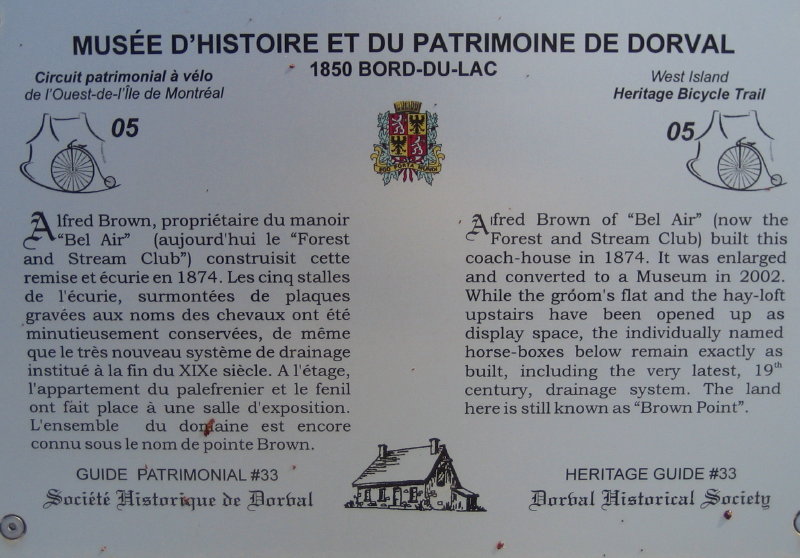 MUSÉE D'HISTOIRE ET DU PATRIMOINE DE DORVAL
1850 BORD-DU-LAC
Circuit patrimonial à vélo
de l'Ouest-de-l'Île de Montréal
05
West Island
Heritage Bicycle Trail
05
Alfred Brown, propriétaire du manoir
"Bel Air" (aujourd'hui le "Forest
and Stream Club") construisit cette
remise et écurie en 1874. Les cinq stalles
de l'écurie, surmontées de plaques
gravées aux noms des chevaux ont été
minutieusement conservées, de même
que le très nouveau système de drainage
institué à la fin du XIXe siècle. A l'étage,
l'appartement du palefrenier et le fenil
ont fait place à une salle d'exposition.
L'ensemble du domaine est encore
connu sous le nom de pointe Brown.
Alfred Brown of "Bel Air" (now the
Forest and Stream Club) built this
coach-house in 1874. It was enlarged
and converted to a Museum in 2002.
While the groom's flat and the hay-loft
upstairs have been opened up as
display space, the individually named
horse-boxes below remain exactly as
built, including the very latest, 19th
century, drainage system. The land
here is still known as "Brown Point".
GUIDE PATRIMONIAL #33
Société Historique de Dorval
HERITAGE GUIDE #33
Dorval Historical Society